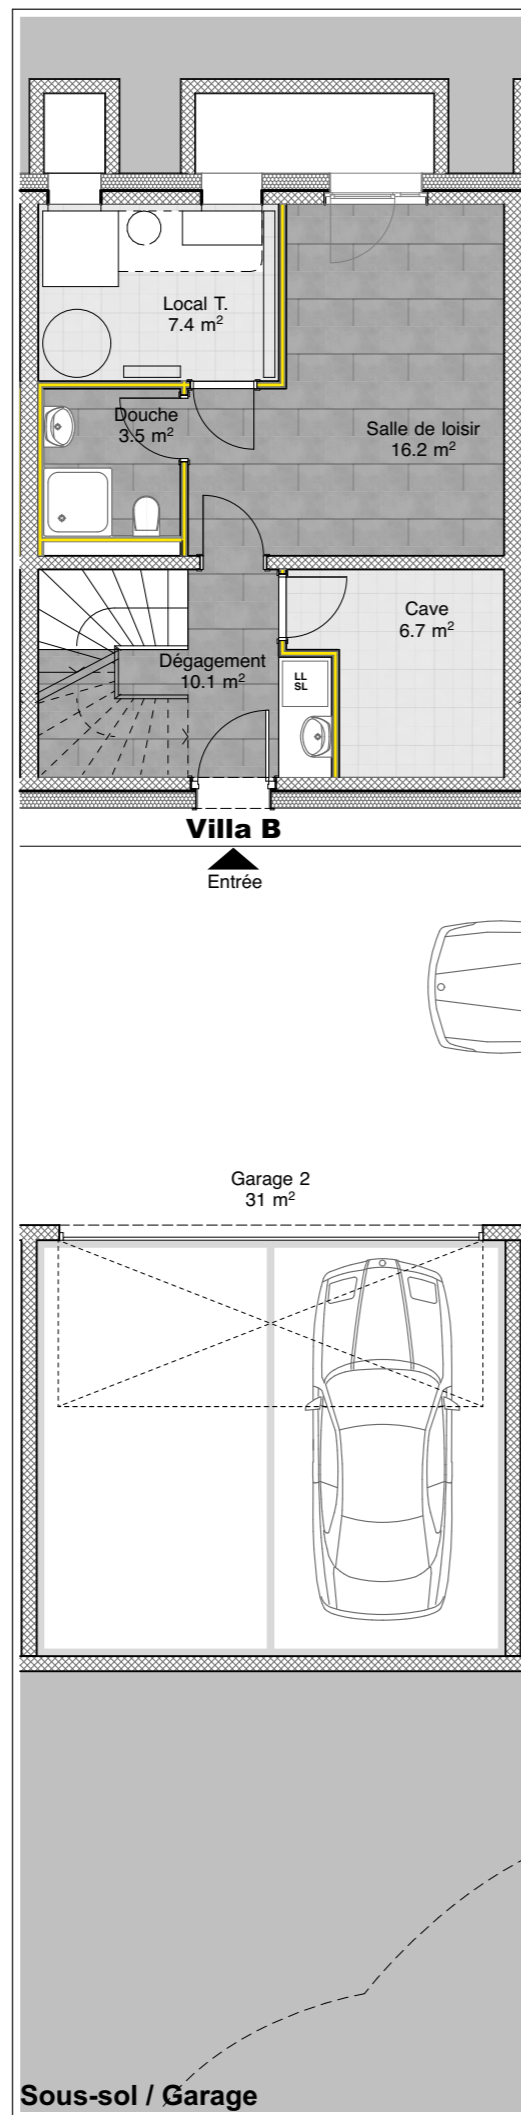 Local T.
7.4 m²
Douche
3.5 m²
Salle de loisir
16.2 m²
Cave
6.7 m²
Dégagement
10.1 m²
LL
SL
Villa B
Entrée
Garage 2
31 m²
Sous-sol / Garage